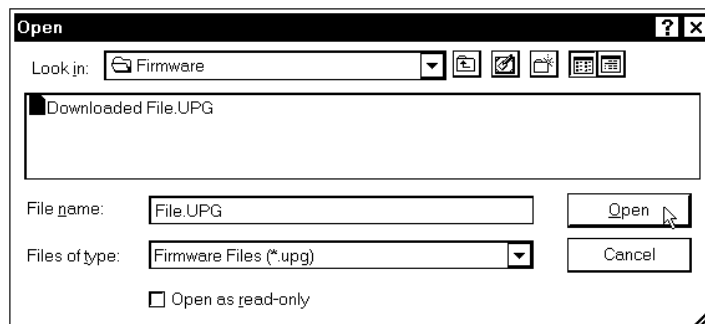 Open
Look in: Firmware
Downloaded File.UPG
File name: File.UPG Open
Files of type: Firmware Files (*.upg) Cancel
Open as read-only